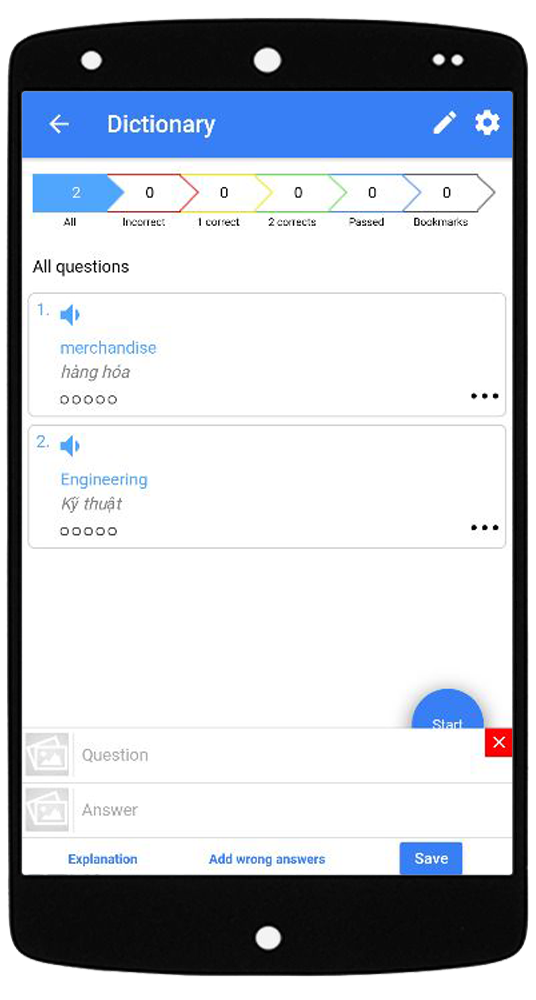 Dictionary
2 0 0 0 0 0
All Incorrect 1 correct 2 corrects Passed Bookmarks
All questions
1.
merchandise
hàng hóa
2.
Engineering
Kỹ thuật
Start
Question
Answer
Explanation Add wrong answers Save